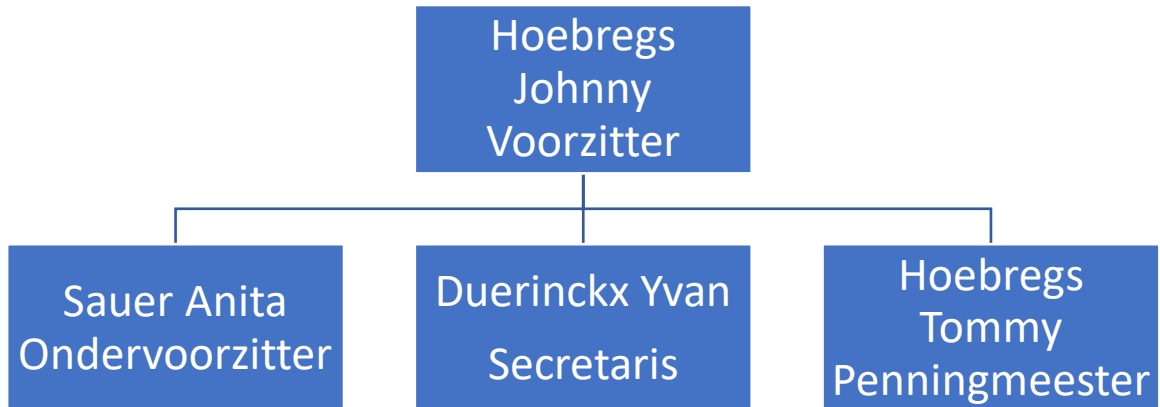 Hoebregs
Johnny
Voorzitter
Sauer Anita
Ondervoorzitter
Duerinckx Yvan
Secretaris
Hoebregs
Tommy
Penningmeester